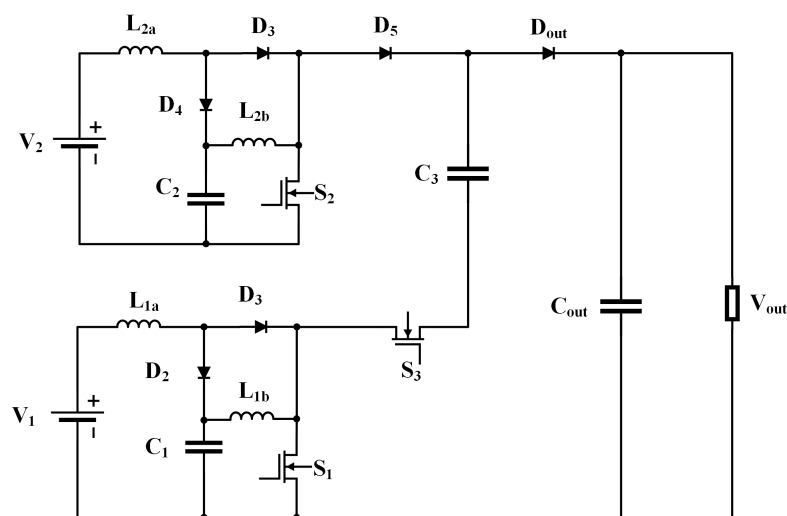 L2a
D3
D5
Dout
D4
L2b
V2
+
C2
S2
C3
L1a
D3
D2
L1b
S3
Cout
Vout
V1
+
C1
S1